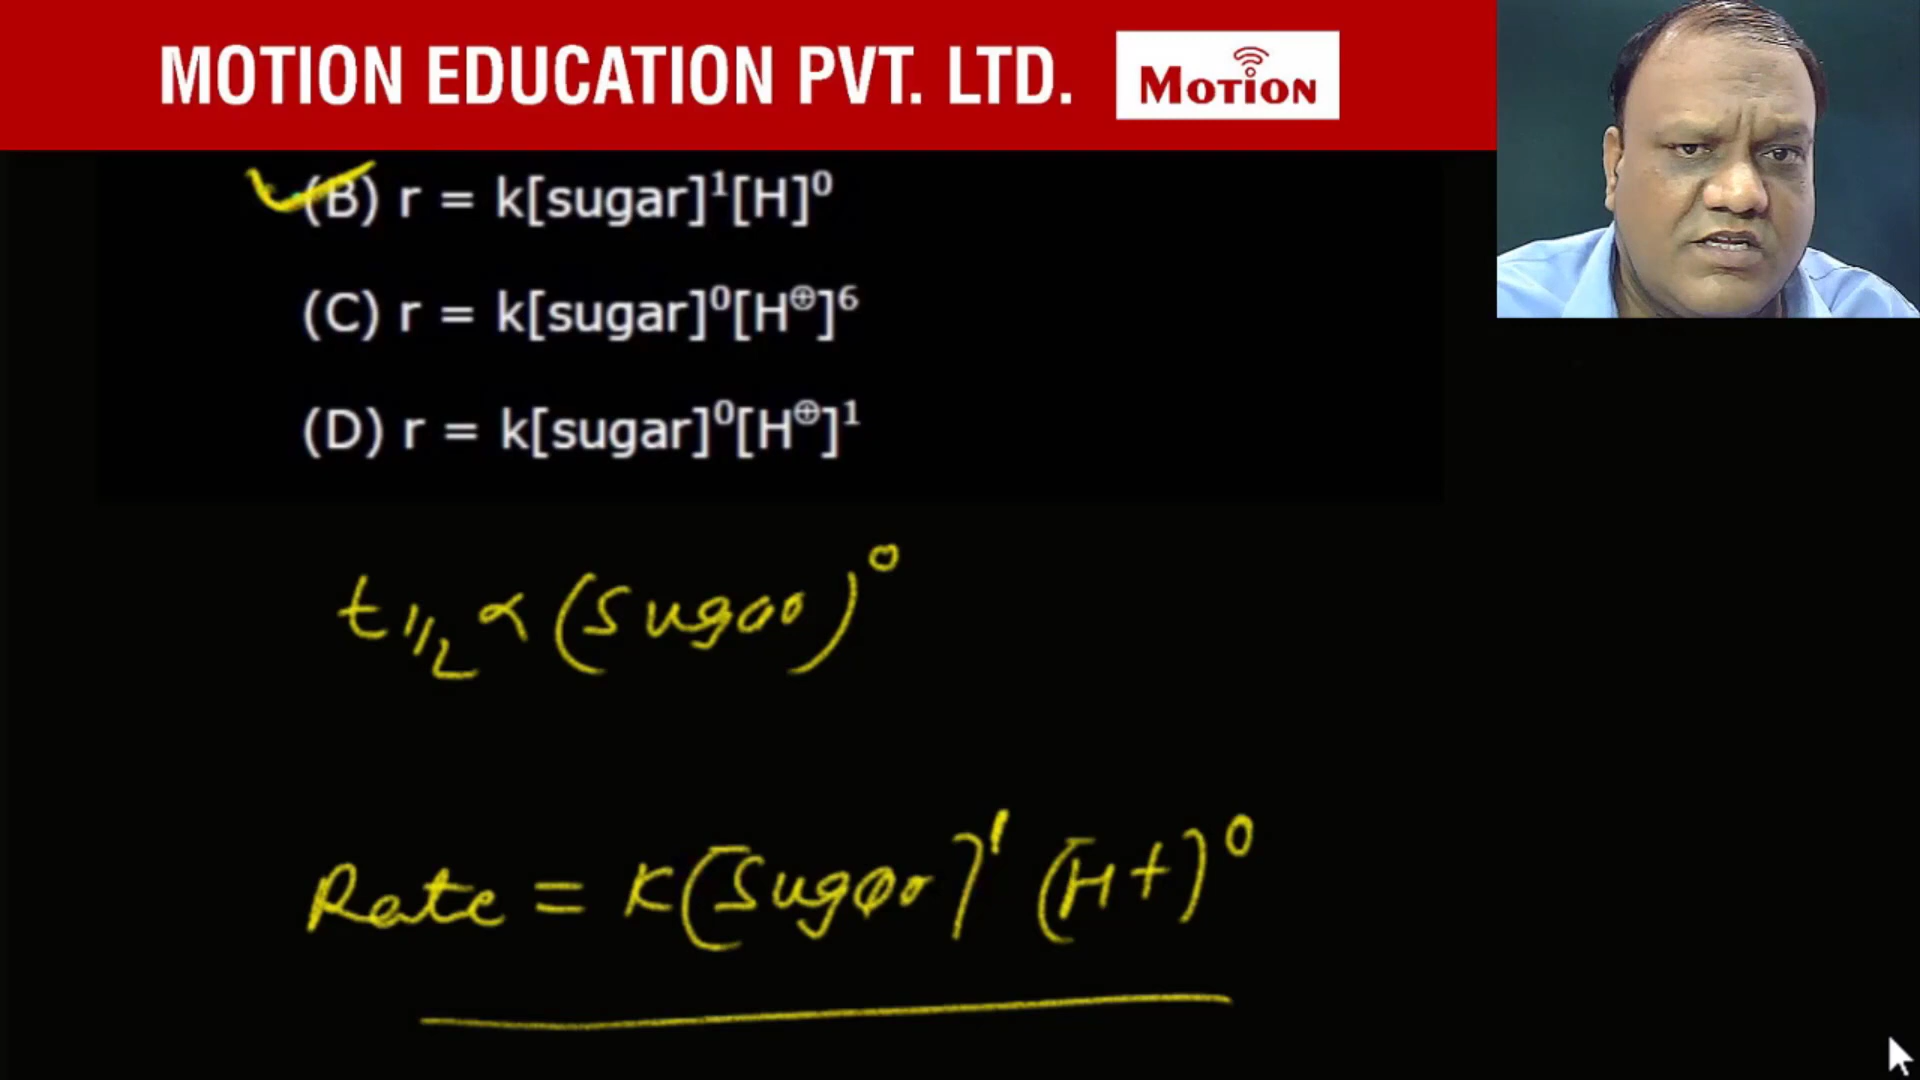 MOTION EDUCATION PVT. LTD. MOTION
(B) r = k[sugar]¹[H]⁰
(C) r = k[sugar]⁰[H⊕]⁶
(D) r = k[sugar]⁰[H⊕]¹
t1/2 ∝ (Sugar)⁰
Rate = K(Sugar)¹ (H+)⁰